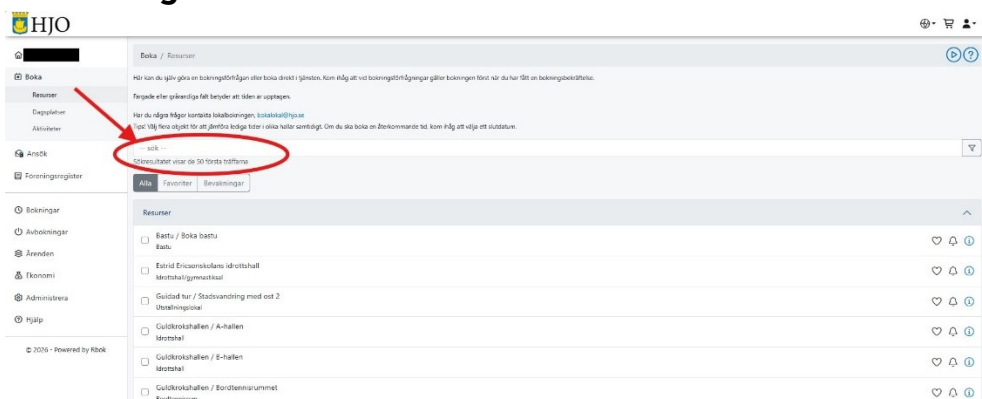 HJO
Boka
Resurser
Dagsplatser
Aktiviteter
Ansök
Föreningsregister
Bokningar
Avbokningar
Ärenden
Ekonomi
Administrera
Hjälp
© 2026 - Powered by Rbok
Boka / Resurser
Här kan du själv göra en bokningsförfrågan eller boka direkt i tjänsten. Kom ihåg att vid bokningsförfrågningar gäller bokningen först när du har fått en bokningsbekräftelse.
Färgade eller gråa fält betyder att tiden är upptagen.
Har du några frågor kontakta lokalbokningen, bokalokal@hjo.se
Tips! Välj flera objekt för att jämföra lediga tider i olika hallar samtidigt. Om du ska boka en återkommande tid, kom ihåg att välja ett slutdatum.
-- sök --
Sökresultatet visar de 50 första träffarna
Alla Favoriter Bevakningar
Resurser
Bastu / Boka bastu
Bastu
Estrid Ericsonskolans idrottshall
Idrottshall/gymnastiksal
Guidad tur / Stadsvandring med ost 2
Utställningslokal
Guldkrokshallen / A-hallen
Idrottshall
Guldkrokshallen / B-hallen
Idrottshall
Guldkrokshallen / Bordtennisrummet